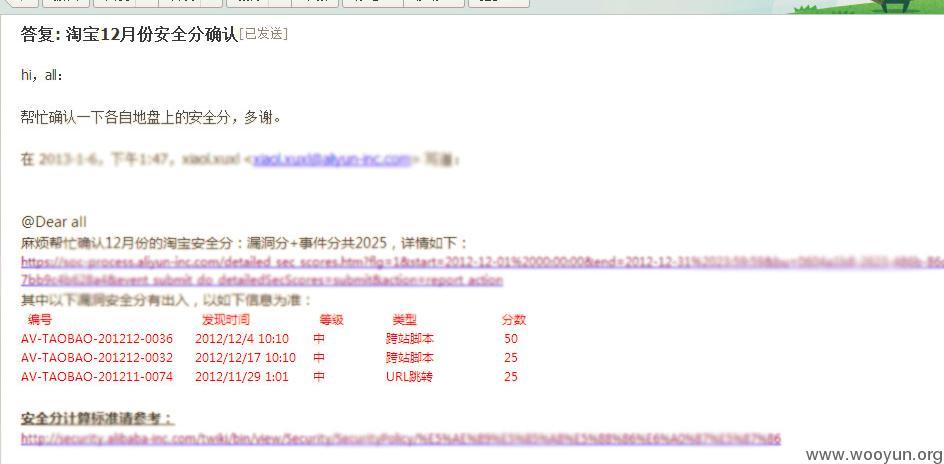 答复: 淘宝12月份安全分确认[已发送]
hi，all：
帮忙确认一下各自地盘上的安全分，多谢。
在 2013-1-6，下午1:47，xiaol.xuxl <xiaol.xuxl@aliyun-inc.com> 写道：
@Dear all
麻烦帮忙确认12月份的淘宝安全分：漏洞分+事件分共2025，详情如下：
https://soc-process.aliyun-inc.com/detailed_sec_scores.htm?flg=1&start=2012-12-01%2000:00:00&end=2012-12-31%2023:59:59
event_submit_do_detailedSecScores=submit&action=report_action
其中以下漏洞安全分有出入，以如下信息为准：
编号 发现时间 等级 类型 分数
AV-TAOBAO-201212-0036 2012/12/4 10:10 中 跨站脚本 50
AV-TAOBAO-201212-0032 2012/12/17 10:10 中 跨站脚本 25
AV-TAOBAO-201211-0074 2012/11/29 1:01 中 URL跳转 25
安全分计算标准请参考：
http://security.alibaba-inc.com/twiki/bin/view/Security/SecurityPolicy/%E5%AE%89%E5%85%A8%E5%88%86%E6%A0%87%E5%87%86
www.wooyun.org